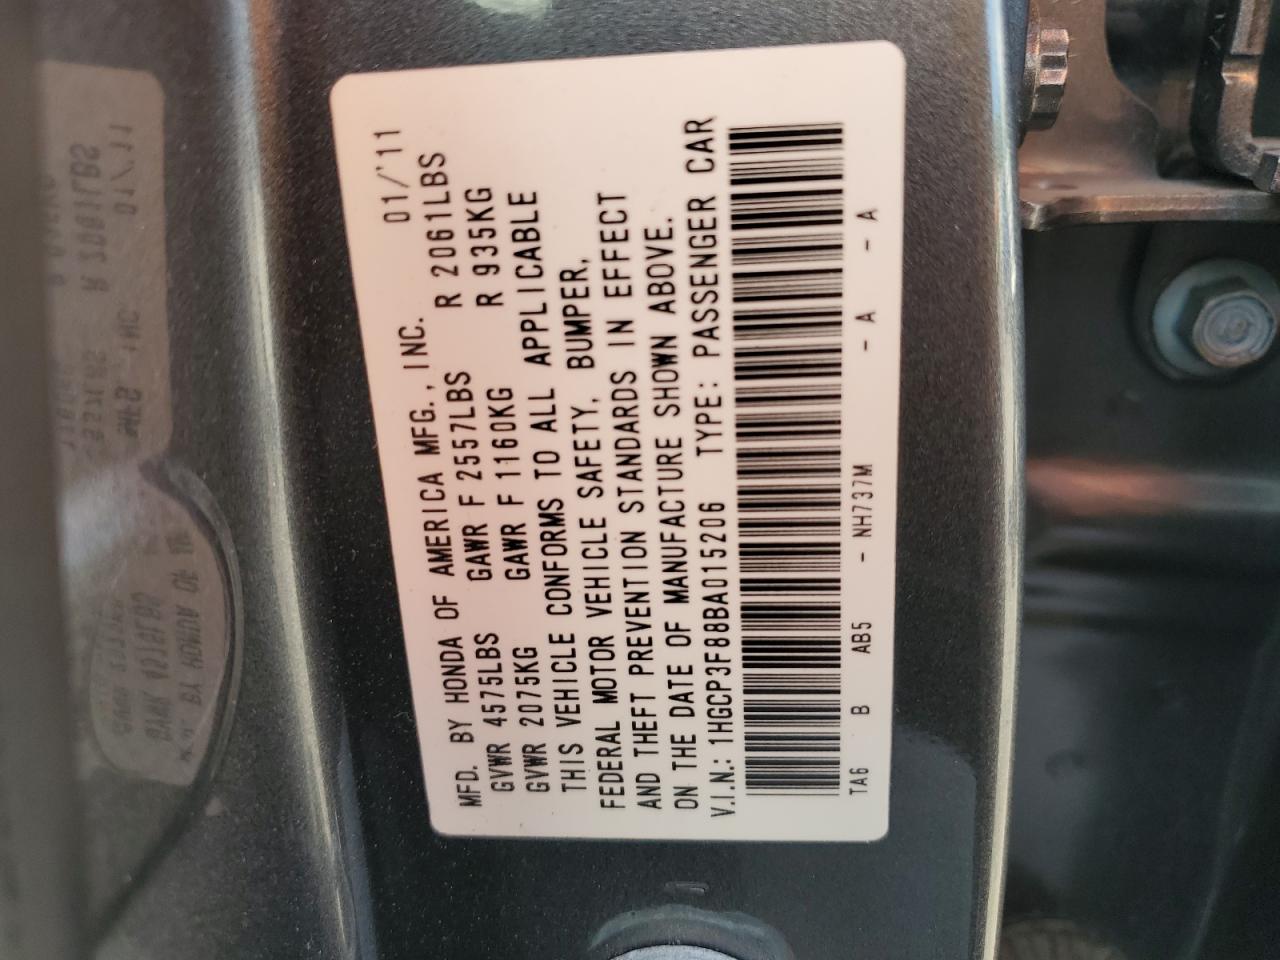 MFD. BY HONDA OF AMERICA MFG., INC. 01/'11
GVWR 4575LBS GAWR F 2557LBS R 2061LBS
GVWR 2075KG GAWR F 1160KG R 935KG
THIS VEHICLE CONFORMS TO ALL APPLICABLE
FEDERAL MOTOR VEHICLE SAFETY, BUMPER,
AND THEFT PREVENTION STANDARDS IN EFFECT
ON THE DATE OF MANUFACTURE SHOWN ABOVE.
V.I.N.: 1HGCP3F88BA015206 TYPE: PASSENGER CAR
TA6 B AB5 - NH737M - A - A